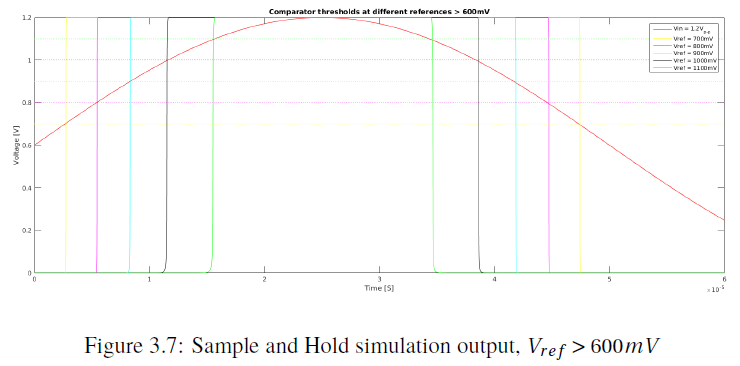 Comparator thresholds at different references > 600mV
Voltage [V]
1.2
1
0.8
0.6
0.4
0.2
0
Vin = 1.2Vp-p
Vref = 700mV
Vref = 800mV
Vref = 900mV
Vref = 1000mV
Vref = 1100mV
0 1 2 3 4 5 6
Time [S]
×10-5
Figure 3.7: Sample and Hold simulation output, Vref > 600mV